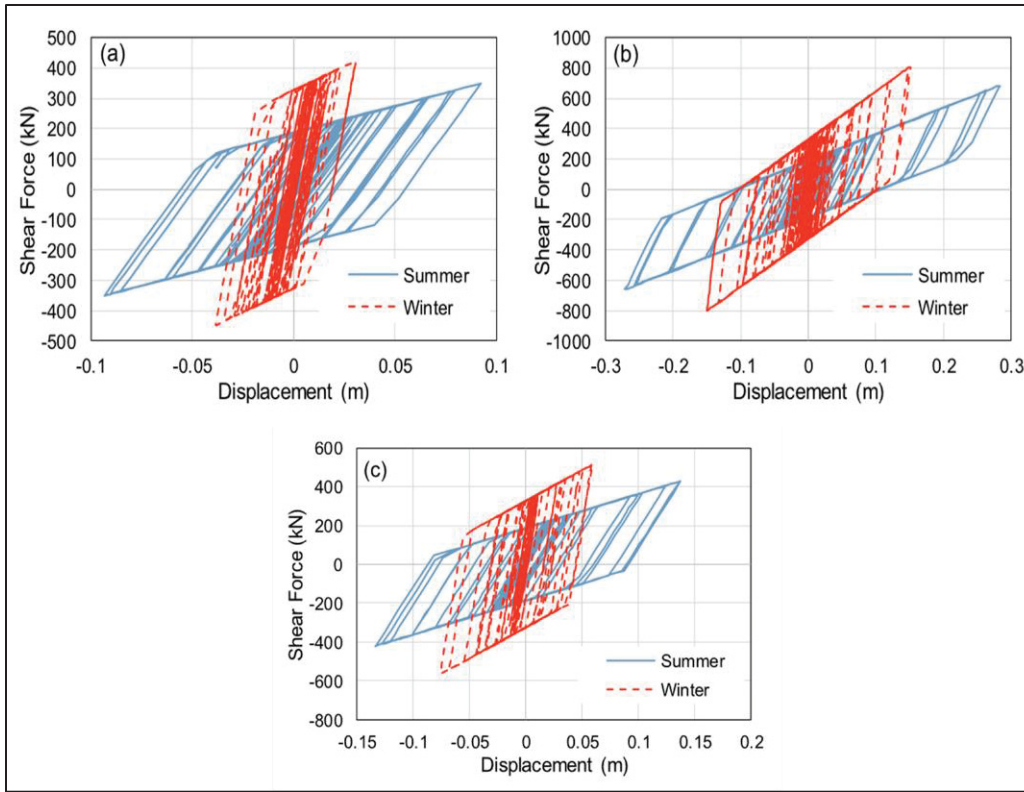 (a)
500
400
300
200
100
0
-100
-200
-300
-400
-500
-0.1 -0.05 0 0.05 0.1
Shear Force (kN)
Displacement (m)
Summer
Winter
(b)
1000
800
600
400
200
0
-200
-400
-600
-800
-1000
-0.3 -0.2 -0.1 0 0.1 0.2 0.3
Shear Force (kN)
Displacement (m)
Summer
Winter
(c)
600
400
200
0
-200
-400
-600
-800
-0.15 -0.1 -0.05 0 0.05 0.1 0.15 0.2
Shear Force (kN)
Displacement (m)
Summer
Winter